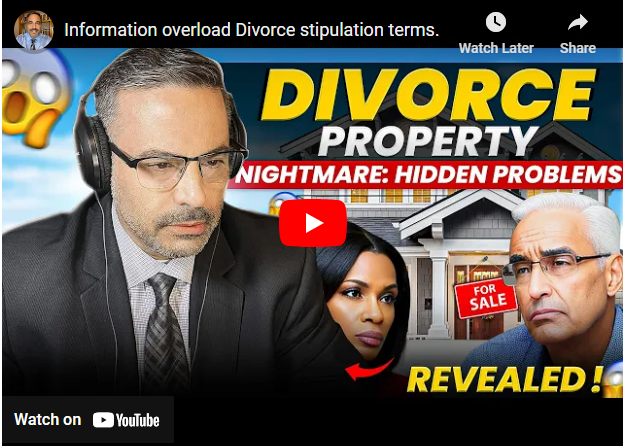 Information overload Divorce stipulation terms.
Watch Later
Share
DIVORCE
PROPERTY
NIGHTMARE: HIDDEN PROBLEMS
FOR
SALE
REVEALED !
Watch on YouTube